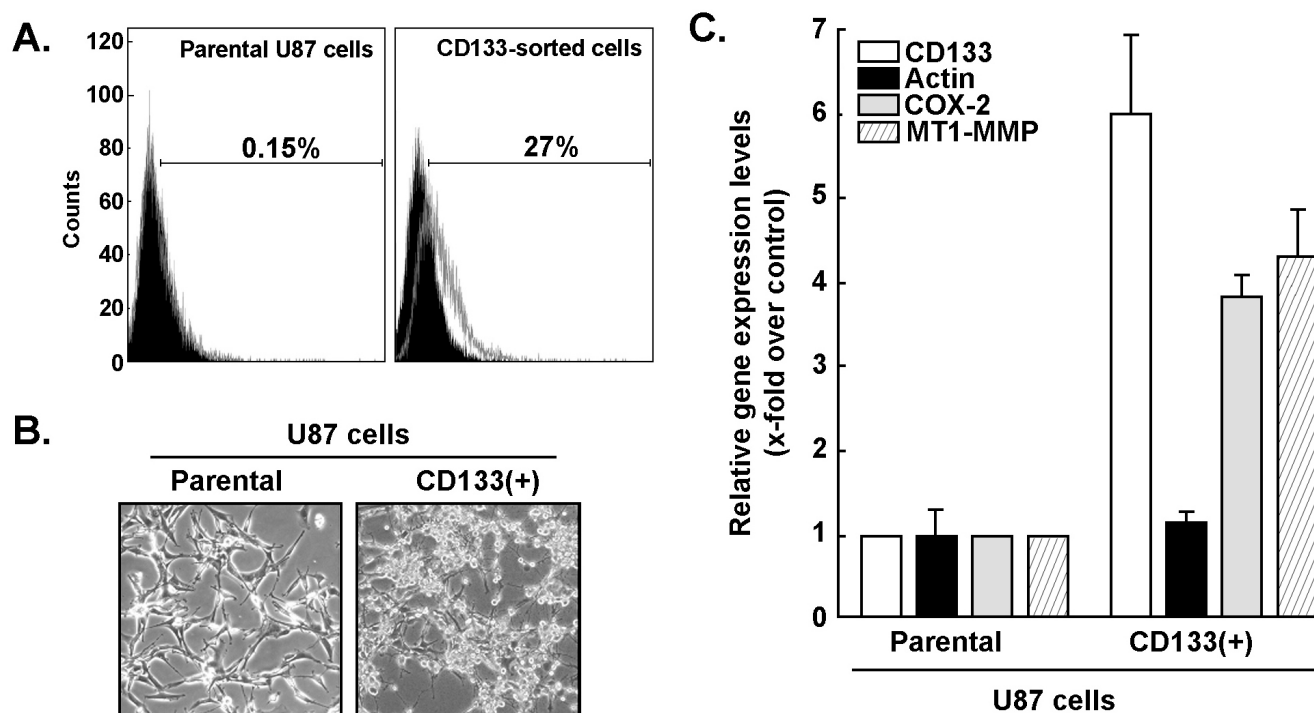 A.
Parental U87 cells
CD133-sorted cells
120
100
80
60
40
20
0
Counts
0.15%
27%
B.
U87 cells
Parental
CD133(+)
C.
7
6
5
4
3
2
1
0
Relative gene expression levels
(x-fold over control)
CD133
Actin
COX-2
MT1-MMP
Parental
CD133(+)
U87 cells